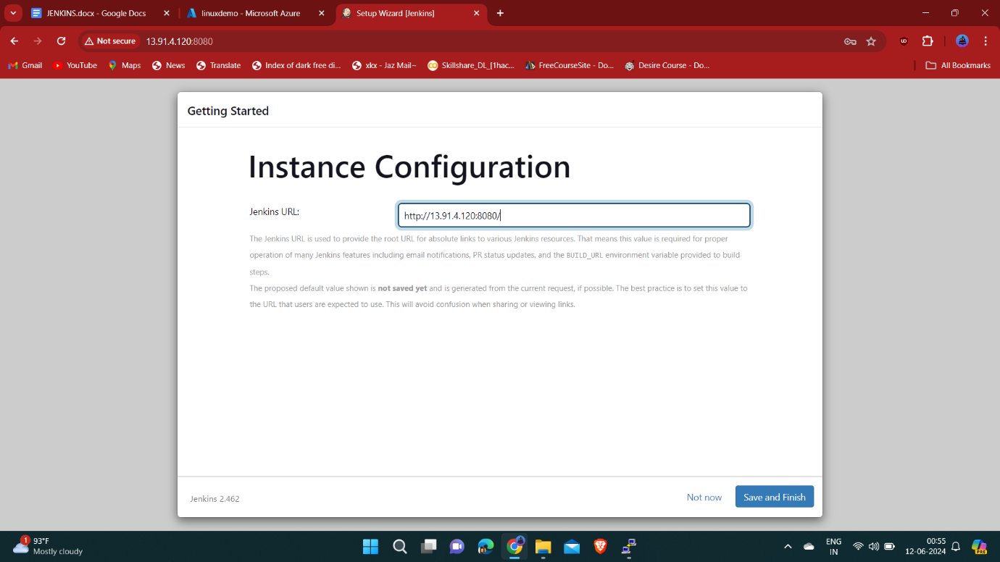 JENKINS.docx - Google Docs
linuxdemo - Microsoft Azure
Setup Wizard [Jenkins]
Not secure
13.91.4.120:8080
Gmail
YouTube
Maps
News
Translate
Index of dark free di...
xkx - Jaz Mail~
Skillshare_DL_[1hac...
FreeCourseSite - Do...
Desire Course - Do...
All Bookmarks
Getting Started
Instance Configuration
Jenkins URL:
http://13.91.4.120:8080/
The Jenkins URL is used to provide the root URL for absolute links to various Jenkins resources. That means this value is required for proper
operation of many Jenkins features including email notifications, PR status updates, and the BUILD_URL environment variable provided to build
steps.
The proposed default value shown is not saved yet and is generated from the current request, if possible. The best practice is to set this value to
the URL that users are expected to use. This will avoid confusion when sharing or viewing links.
Jenkins 2.462
Not now
Save and Finish
1
93°F
Mostly cloudy
ENG
IN
00:55
12-06-2024
PRE